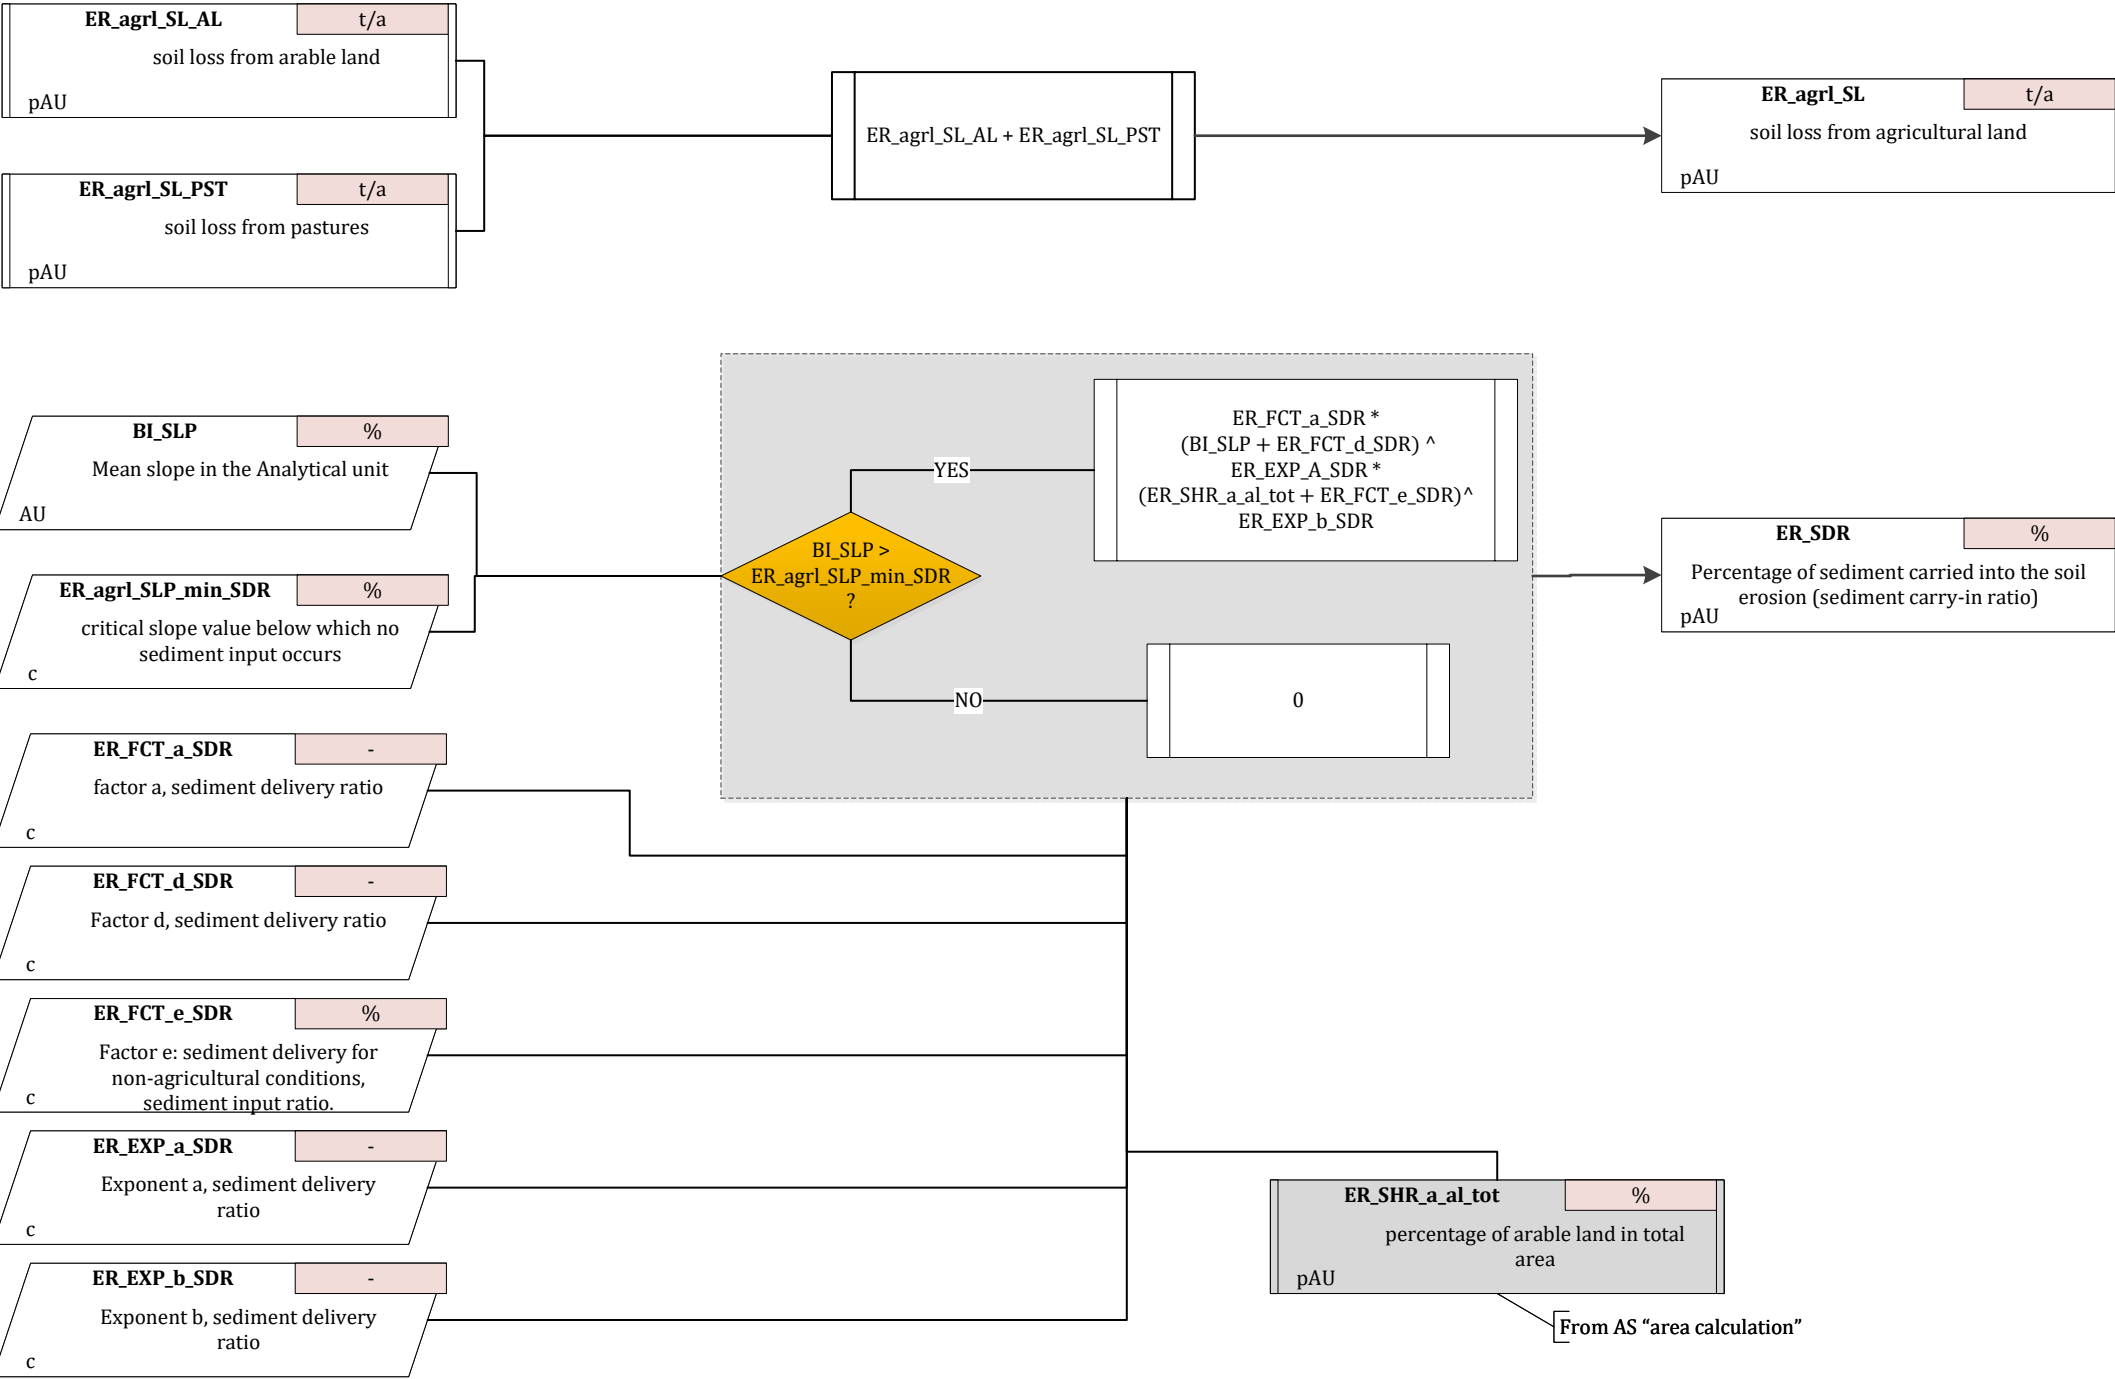 ER_agrl_SL_AL
t/a
soil loss from arable land
pAU
ER_agrl_SL_PST
t/a
soil loss from pastures
pAU
ER_agrl_SL_AL + ER_agrl_SL_PST
ER_agrl_SL
t/a
soil loss from agricultural land
pAU
BI_SLP
%
Mean slope in the Analytical unit
AU
ER_agrl_SLP_min_SDR
%
critical slope value below which no
sediment input occurs
c
BI_SLP >
ER_agrl_SLP_min_SDR
?
YES
ER_FCT_a_SDR *
(BI_SLP + ER_FCT_d_SDR) ^
ER_EXP_A_SDR *
(ER_SHR_a_al_tot + ER_FCT_e_SDR)^
ER_EXP_b_SDR
NO
0
ER_SDR
%
Percentage of sediment carried into the soil
erosion (sediment carry-in ratio)
pAU
ER_FCT_a_SDR
-
factor a, sediment delivery ratio
c
ER_FCT_d_SDR
-
Factor d, sediment delivery ratio
c
ER_FCT_e_SDR
%
Factor e: sediment delivery for
non-agricultural conditions,
sediment input ratio.
c
ER_EXP_a_SDR
-
Exponent a, sediment delivery
ratio
c
ER_EXP_b_SDR
-
Exponent b, sediment delivery
ratio
c
ER_SHR_a_al_tot
%
percentage of arable land in total
area
pAU
From AS “area calculation”